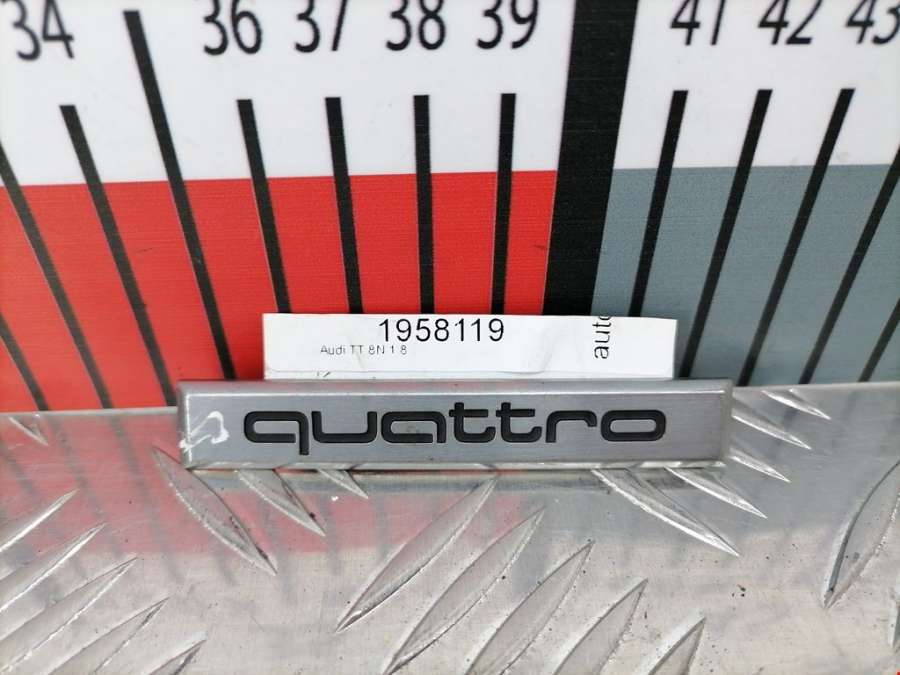 34 36 37 38 39 41 42 43
1958119
Audi TT 8N 1.8
auto
quattro